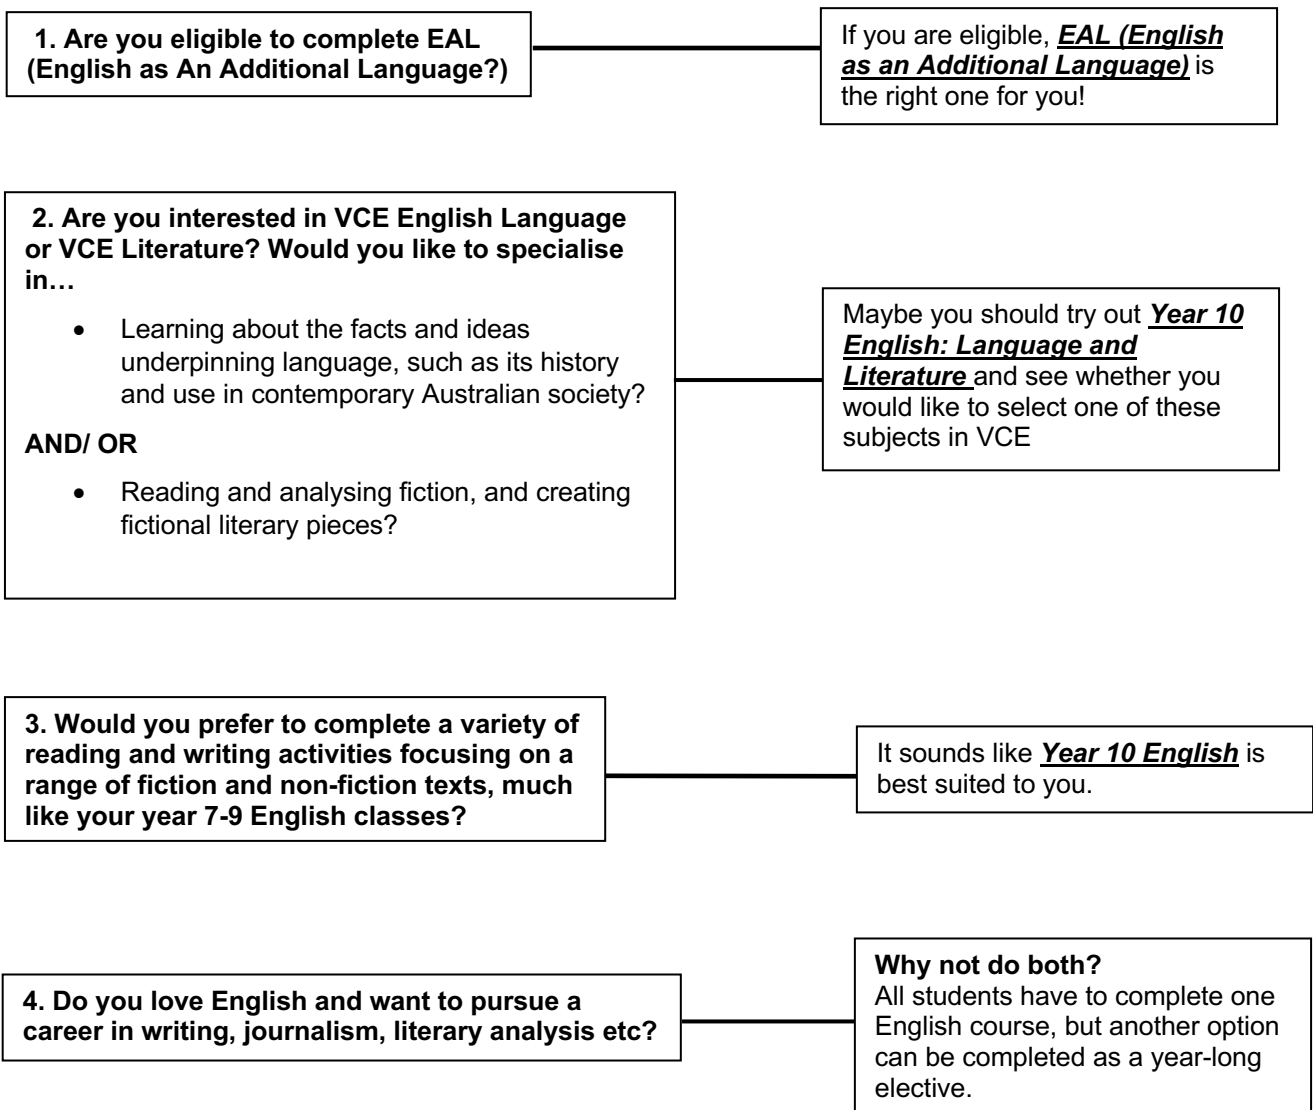 1. Are you eligible to complete EAL
(English as An Additional Language?)
If you are eligible, EAL (English
as an Additional Language) is
the right one for you!
2. Are you interested in VCE English Language
or VCE Literature? Would you like to specialise
in…
• Learning about the facts and ideas
underpinning language, such as its history
and use in contemporary Australian society?
AND/ OR
• Reading and analysing fiction, and creating
fictional literary pieces?
Maybe you should try out Year 10
English: Language and
Literature and see whether you
would like to select one of these
subjects in VCE
3. Would you prefer to complete a variety of
reading and writing activities focusing on a
range of fiction and non-fiction texts, much
like your year 7-9 English classes?
It sounds like Year 10 English is
best suited to you.
4. Do you love English and want to pursue a
career in writing, journalism, literary analysis etc?
Why not do both?
All students have to complete one
English course, but another option
can be completed as a year-long
elective.